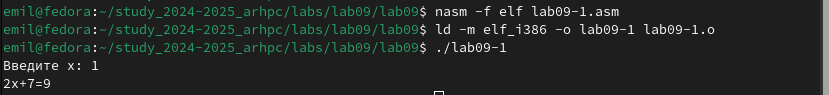 emil@fedora:~/study_2024-2025_arhpc/labs/lab09/lab09$ nasm -f elf lab09-1.asm
emil@fedora:~/study_2024-2025_arhpc/labs/lab09/lab09$ ld -m elf_i386 -o lab09-1 lab09-1.o
emil@fedora:~/study_2024-2025_arhpc/labs/lab09/lab09$ ./lab09-1
Введите x: 1
2x+7=9